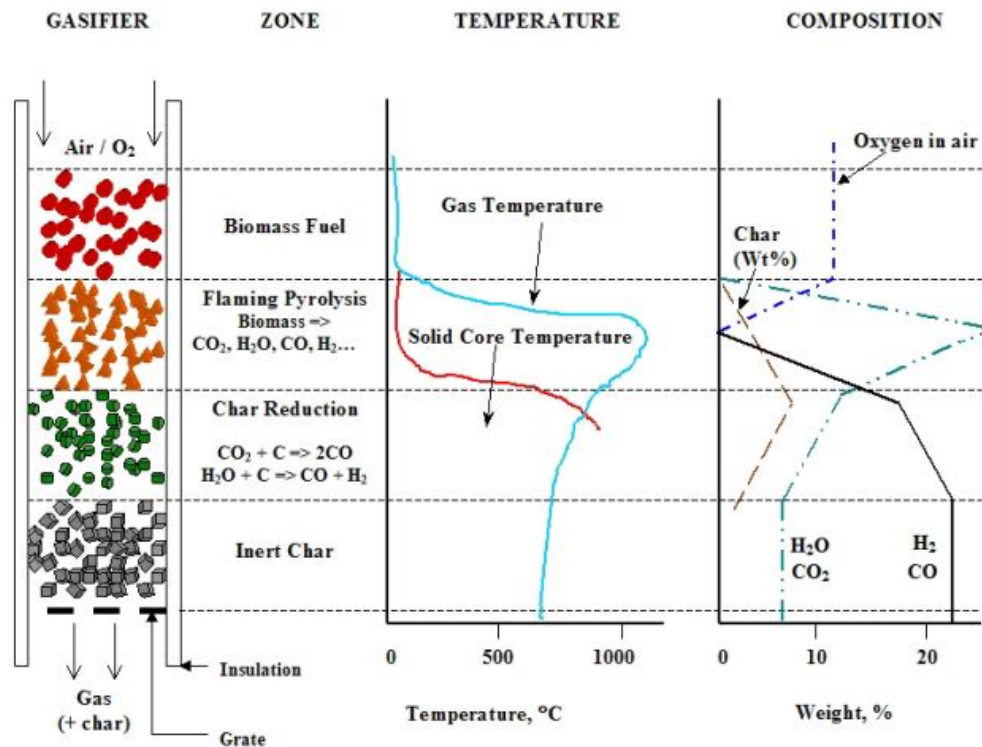 GASIFIER
ZONE
TEMPERATURE
COMPOSITION
Air / O₂
Oxygen in air
Biomass Fuel
Gas Temperature
Char
(Wt%)
Flaming Pyrolysis
Biomass =>
CO₂, H₂O, CO, H₂...
Solid Core Temperature
Char Reduction
CO₂ + C => 2CO
H₂O + C => CO + H₂
Inert Char
H₂O
CO₂
H₂
CO
0
500
1000
0
10
20
Insulation
Gas
(+ char)
Grate
Temperature, °C
Weight, %